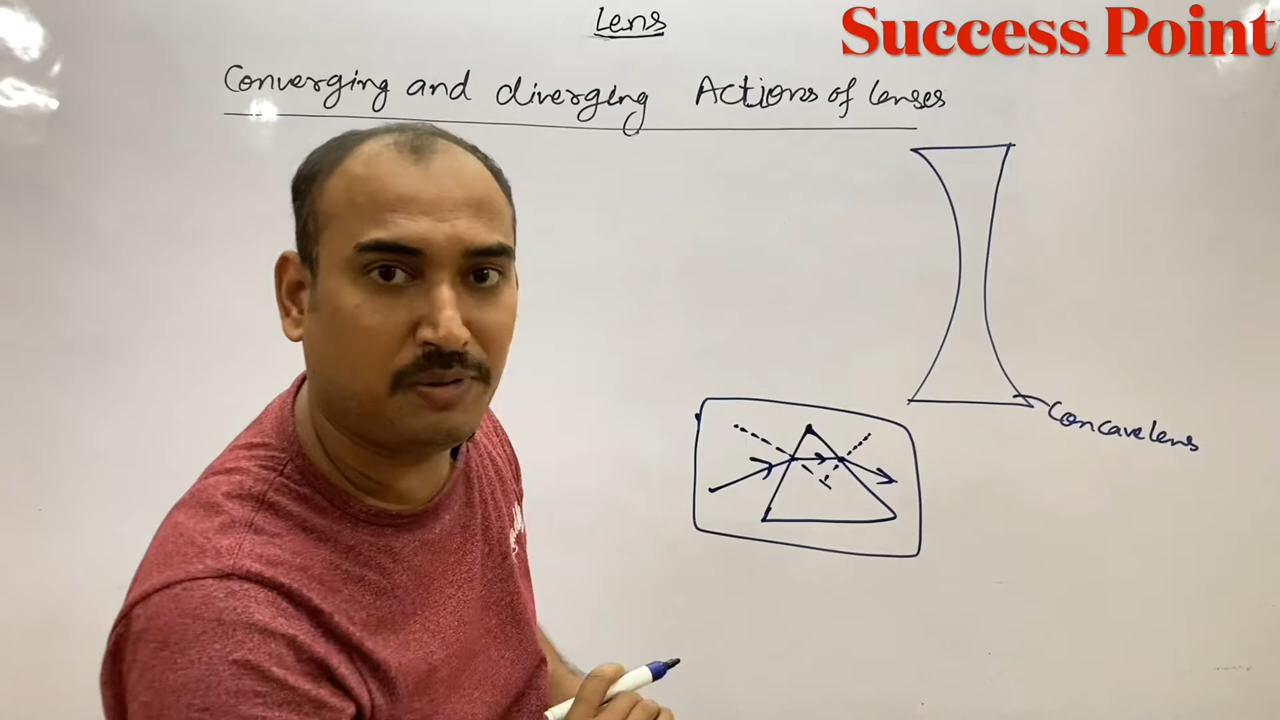 Lens
Success Point
Converging and diverging Actions of lenses
Concave lens